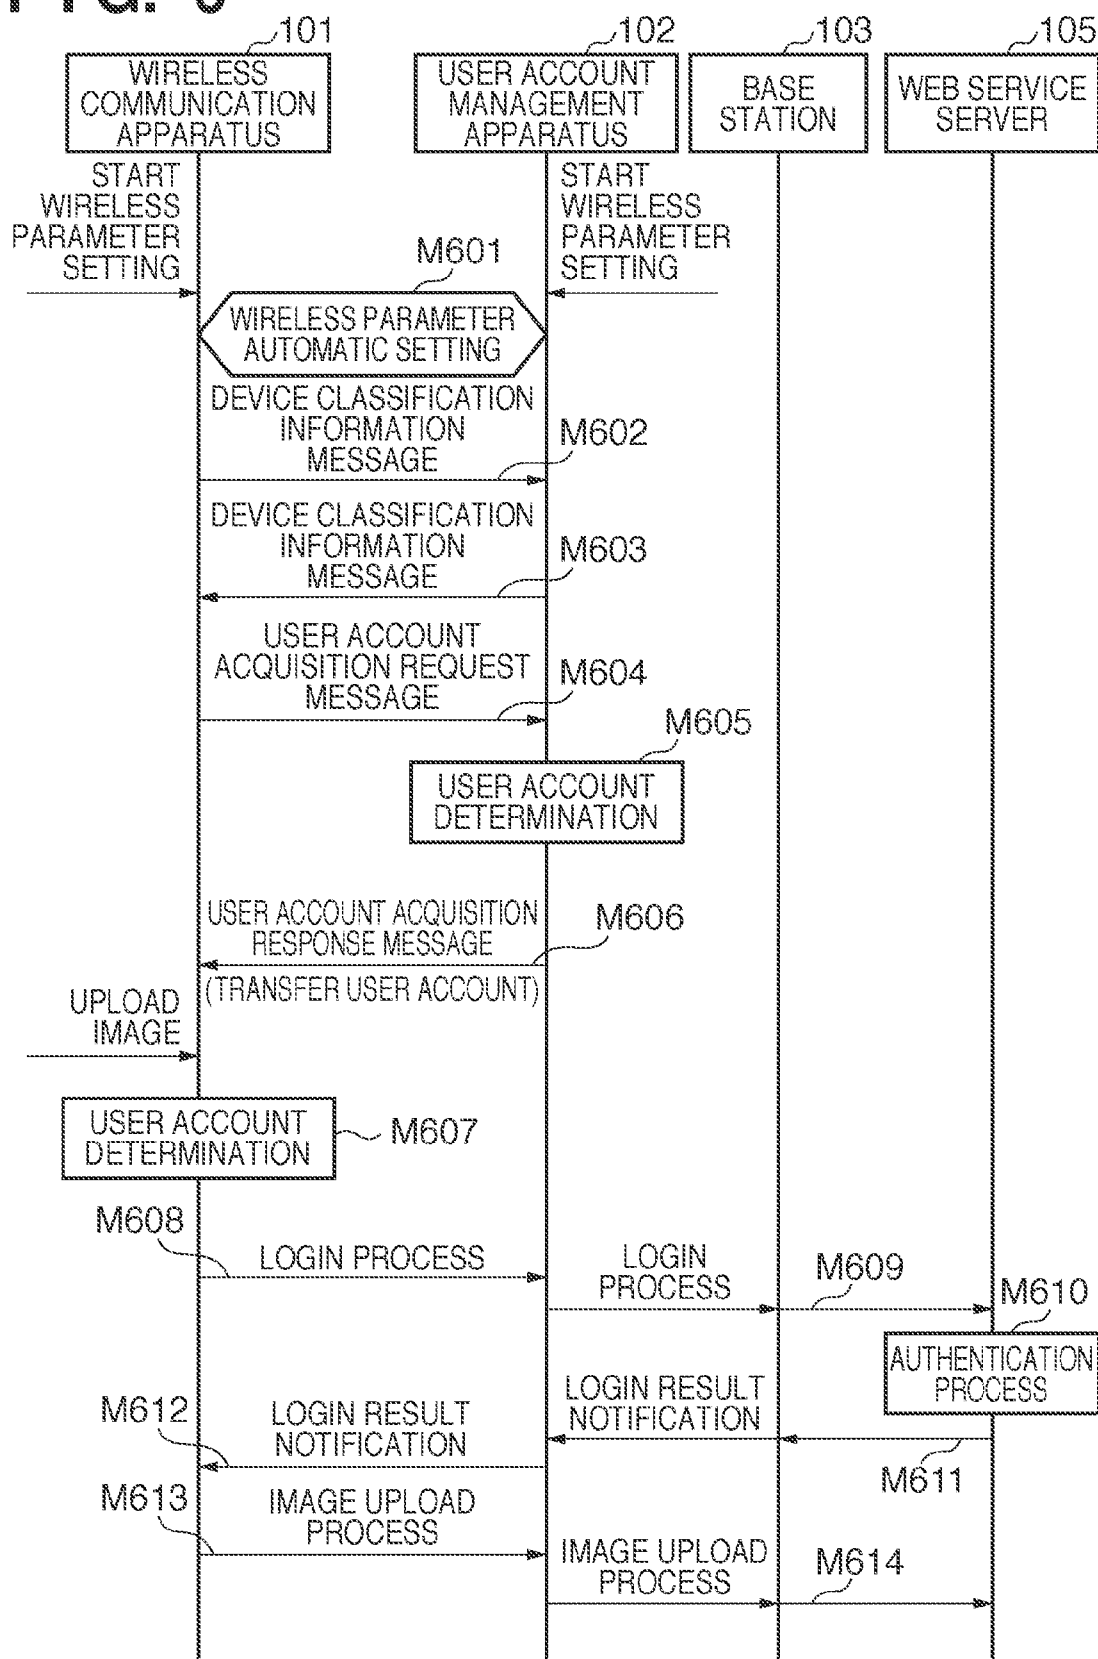 101
102
103
105
WIRELESS
COMMUNICATION
APPARATUS
USER ACCOUNT
MANAGEMENT
APPARATUS
BASE
STATION
WEB SERVICE
SERVER
START
WIRELESS
PARAMETER
SETTING
START
WIRELESS
PARAMETER
SETTING
M601
WIRELESS PARAMETER
AUTOMATIC SETTING
DEVICE CLASSIFICATION
INFORMATION
MESSAGE
M602
DEVICE CLASSIFICATION
INFORMATION
MESSAGE
M603
USER ACCOUNT
ACQUISITION REQUEST
MESSAGE
M604
M605
USER ACCOUNT
DETERMINATION
USER ACCOUNT ACQUISITION
RESPONSE MESSAGE
M606
(TRANSFER USER ACCOUNT)
UPLOAD
IMAGE
USER ACCOUNT
DETERMINATION
M607
M608
LOGIN PROCESS
LOGIN
PROCESS
M609
M610
AUTHENTICATION
PROCESS
LOGIN RESULT
NOTIFICATION
M611
M612
LOGIN RESULT
NOTIFICATION
M613
IMAGE UPLOAD
PROCESS
IMAGE UPLOAD
PROCESS
M614